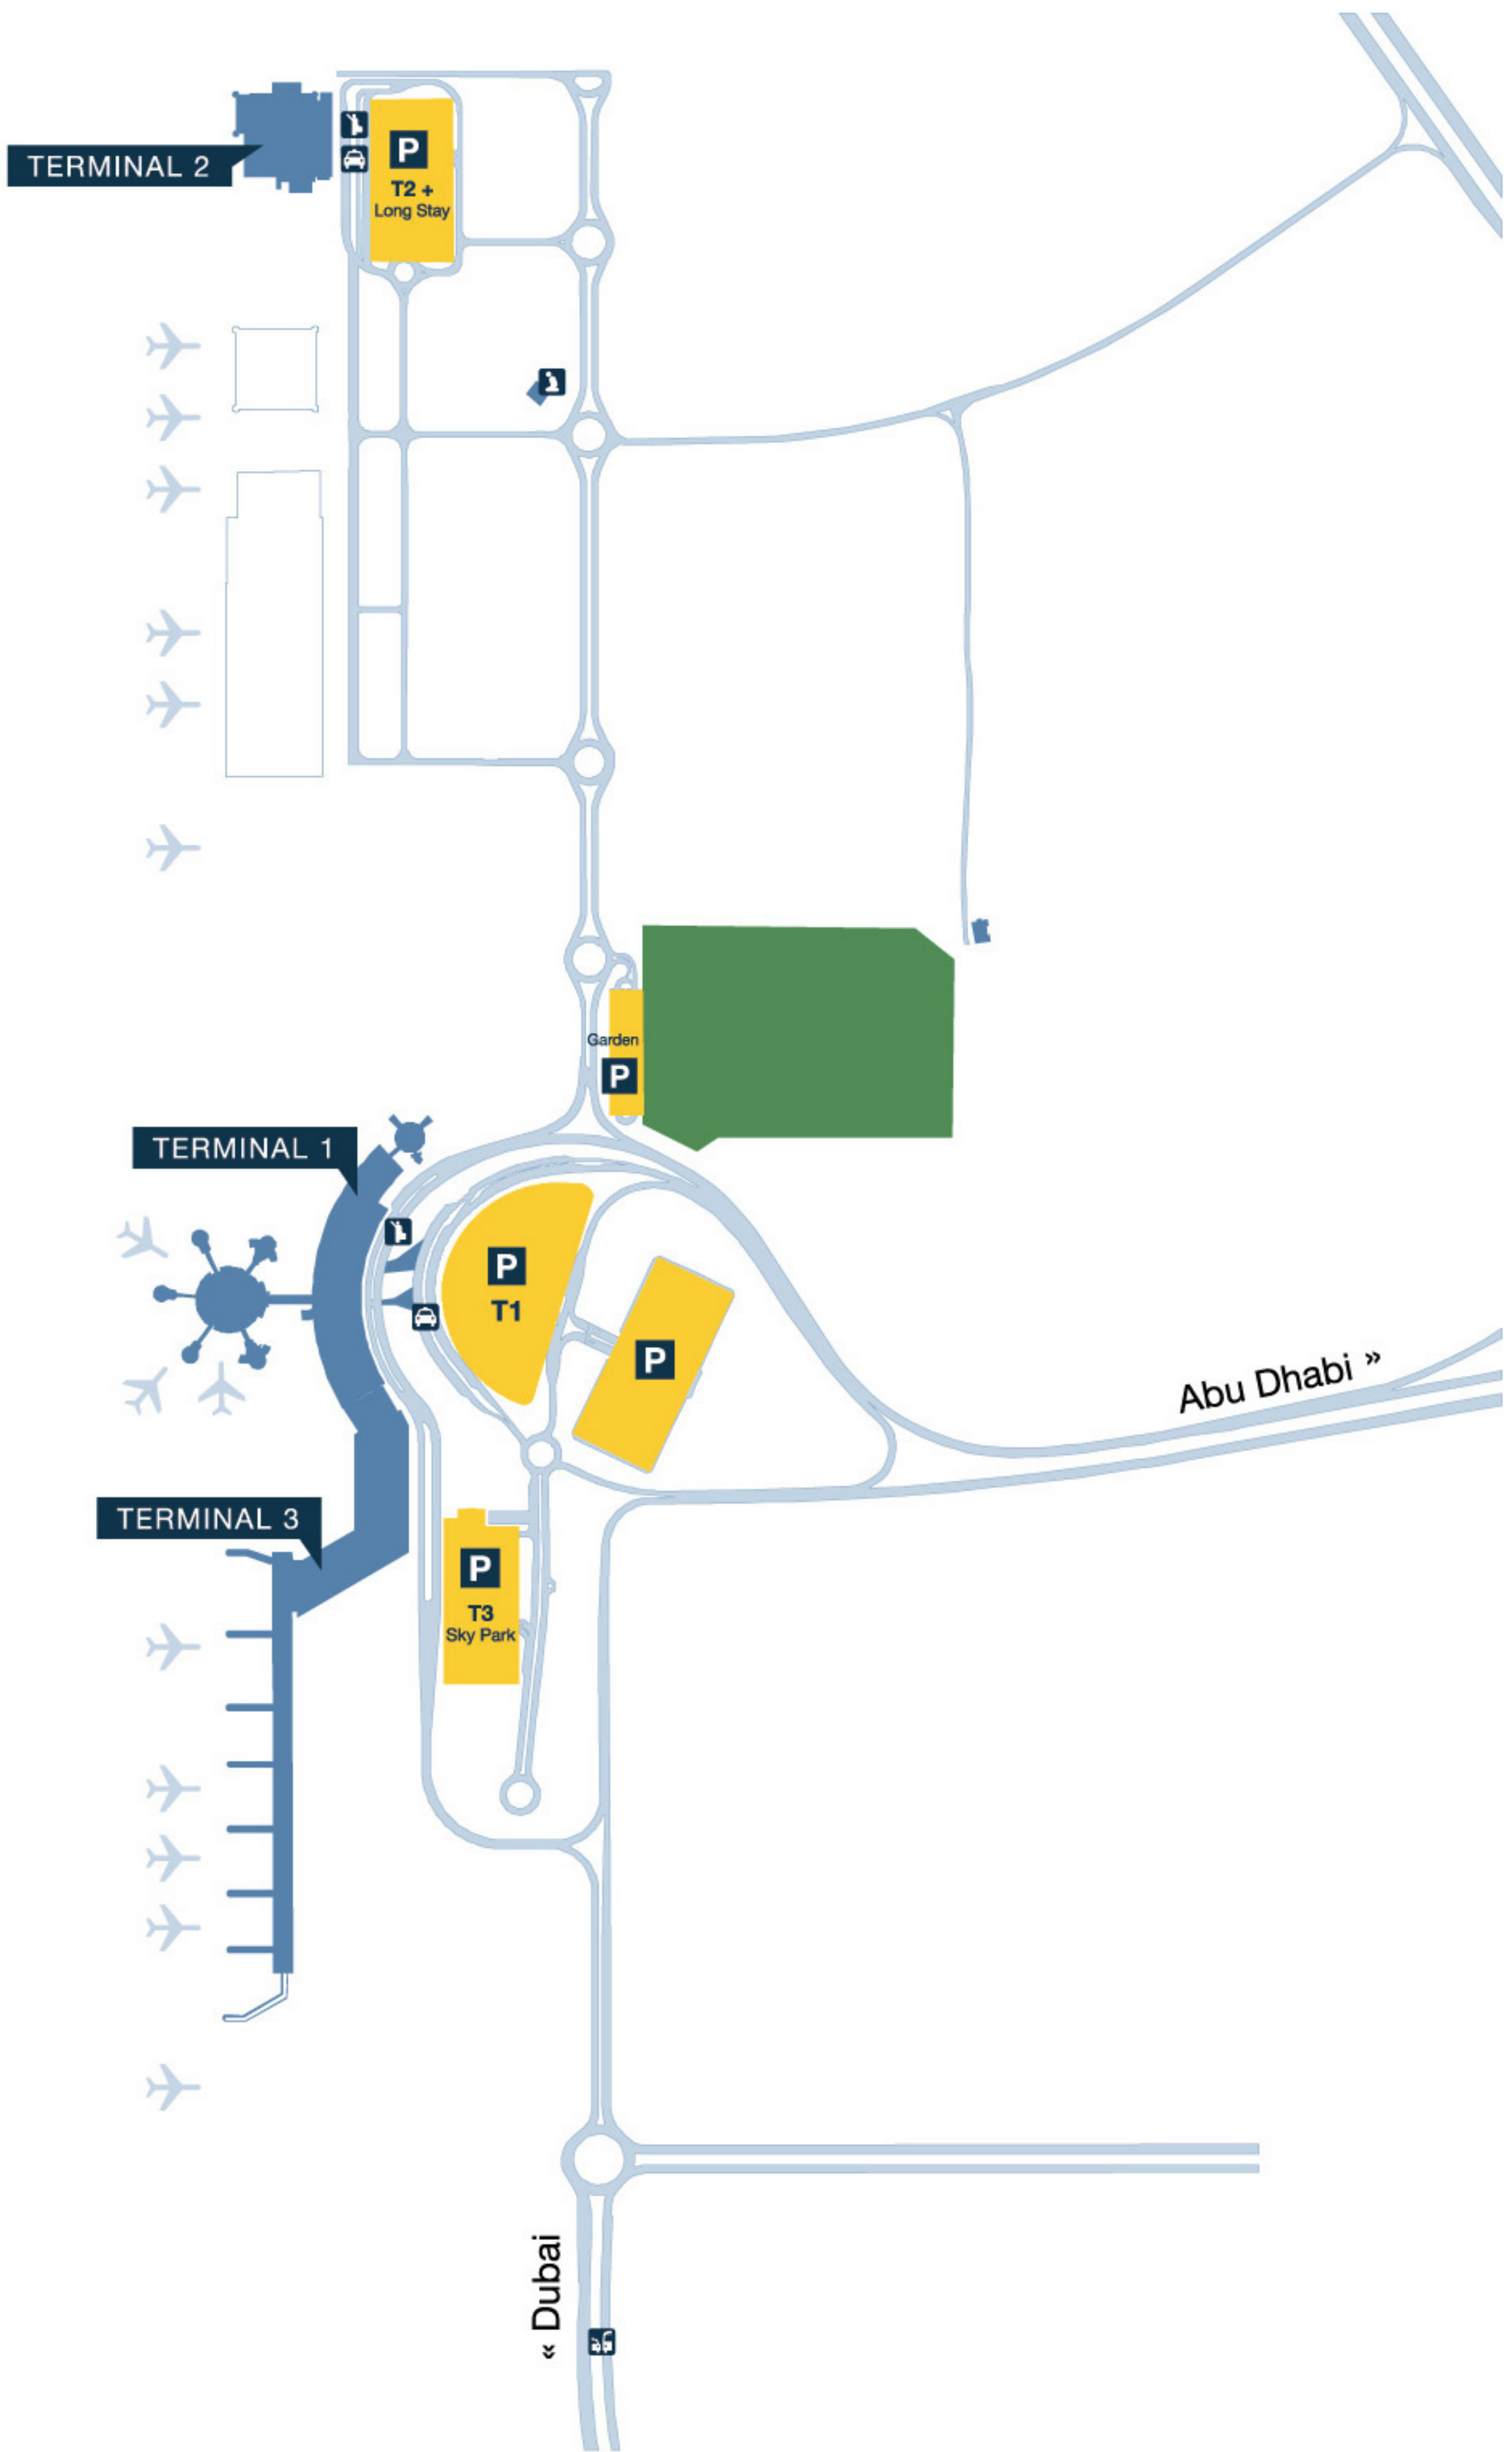 TERMINAL 2
P
T2 +
Long Stay
Garden
P
TERMINAL 1
P
T1
P
Abu Dhabi »
TERMINAL 3
P
T3
Sky Park
« Dubai